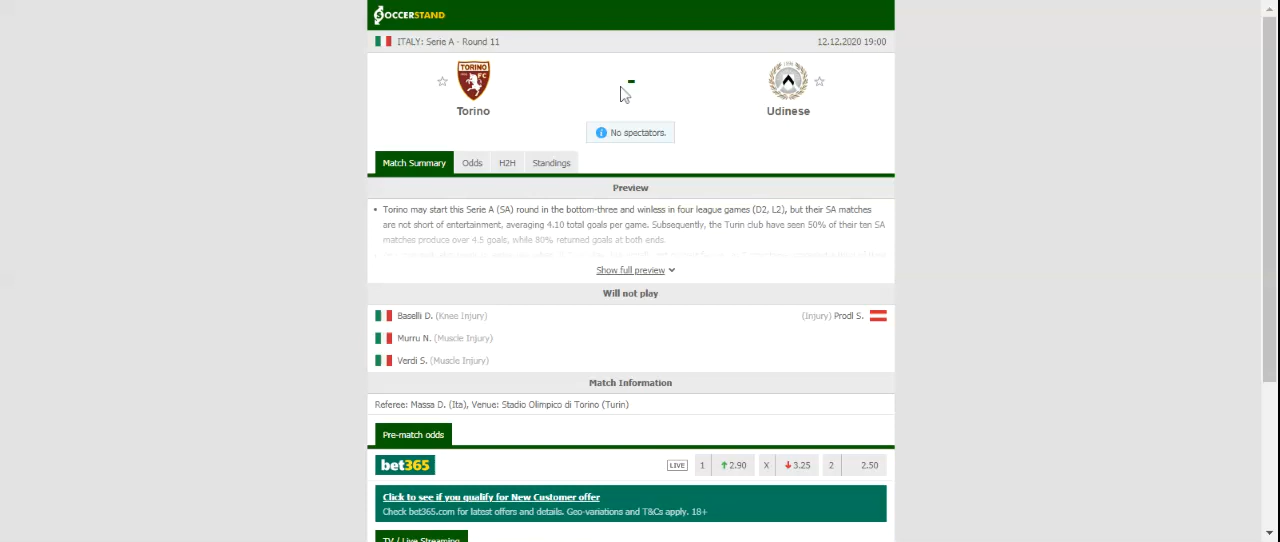 SOCCERSTAND
ITALY: Serie A - Round 11 12.12.2020 19:00
TORINO FC
Torino - Udinese
No spectators.
Match Summary Odds H2H Standings
Preview
• Torino may start this Serie A (SA) round in the bottom-three and winless in four league games (D2, L2), but their SA matches
are not short of entertainment, averaging 4.10 total goals per game. Subsequently, the Turin club have seen 50% of their ten SA
matches produce over 4.5 goals, while 80% returned goals at both ends.
Show full preview
Will not play
Baselli D. (Knee Injury) (Injury) Prodl S.
Murru N. (Muscle Injury)
Verdi S. (Muscle Injury)
Match Information
Referee: Massa D. (Ita), Venue: Stadio Olimpico di Torino (Turin)
Pre-match odds
bet365 LIVE 1 2.90 X 3.25 2 2.50
Click to see if you qualify for New Customer offer
Check bet365.com for latest offers and details. Geo-variations and T&Cs apply. 18+
TV / Live Streaming